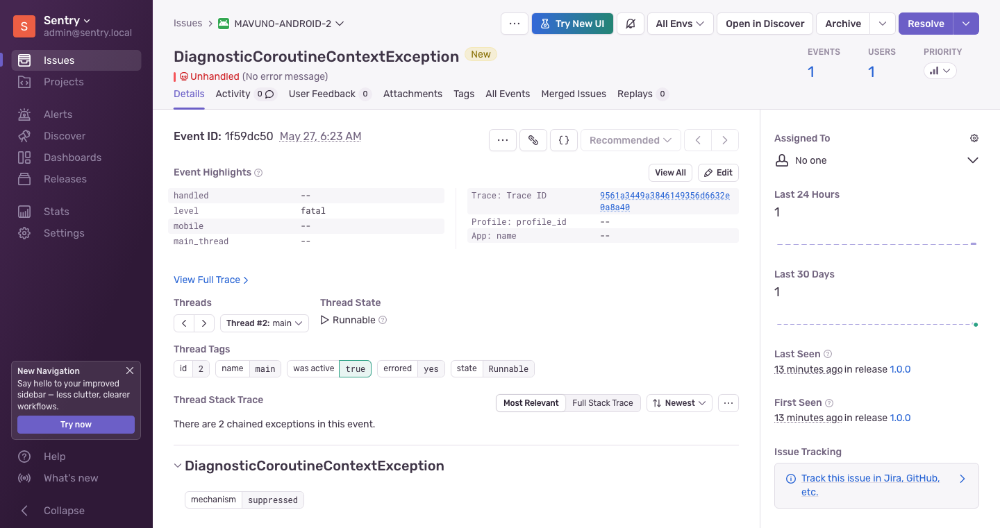 S
Sentry
admin@sentry.local
Issues
Projects
Alerts
Discover
Dashboards
Releases
Stats
Settings
New Navigation
Say hello to your improved
sidebar — less clutter, clearer
workflows.
Try now
Help
What's new
Collapse
Issues
MAVUNO-ANDROID-2
Try New UI
All Envs
Open in Discover
Archive
Resolve
DiagnosticCoroutineContextException
New
Unhandled (No error message)
EVENTS
1
USERS
1
PRIORITY
Details
Activity 0
User Feedback 0
Attachments
Tags
All Events
Merged Issues
Replays 0
Event ID: 1f59dc50 May 27, 6:23 AM
{}
Recommended
Event Highlights
View All
Edit
handled --
level fatal
mobile --
main_thread --
Trace: Trace ID 9561a3449a3846149356d6632e
0a8a40
Profile: profile_id --
App: name --
View Full Trace
Threads
Thread #2: main
Thread State
Runnable
Thread Tags
id 2
name main
was active true
errored yes
state Runnable
Thread Stack Trace
Most Relevant
Full Stack Trace
Newest
There are 2 chained exceptions in this event.
DiagnosticCoroutineContextException
mechanism suppressed
Assigned To
No one
Last 24 Hours
1
Last 30 Days
1
Last Seen
13 minutes ago in release 1.0.0
First Seen
13 minutes ago in release 1.0.0
Issue Tracking
Track this issue in Jira, GitHub,
etc.